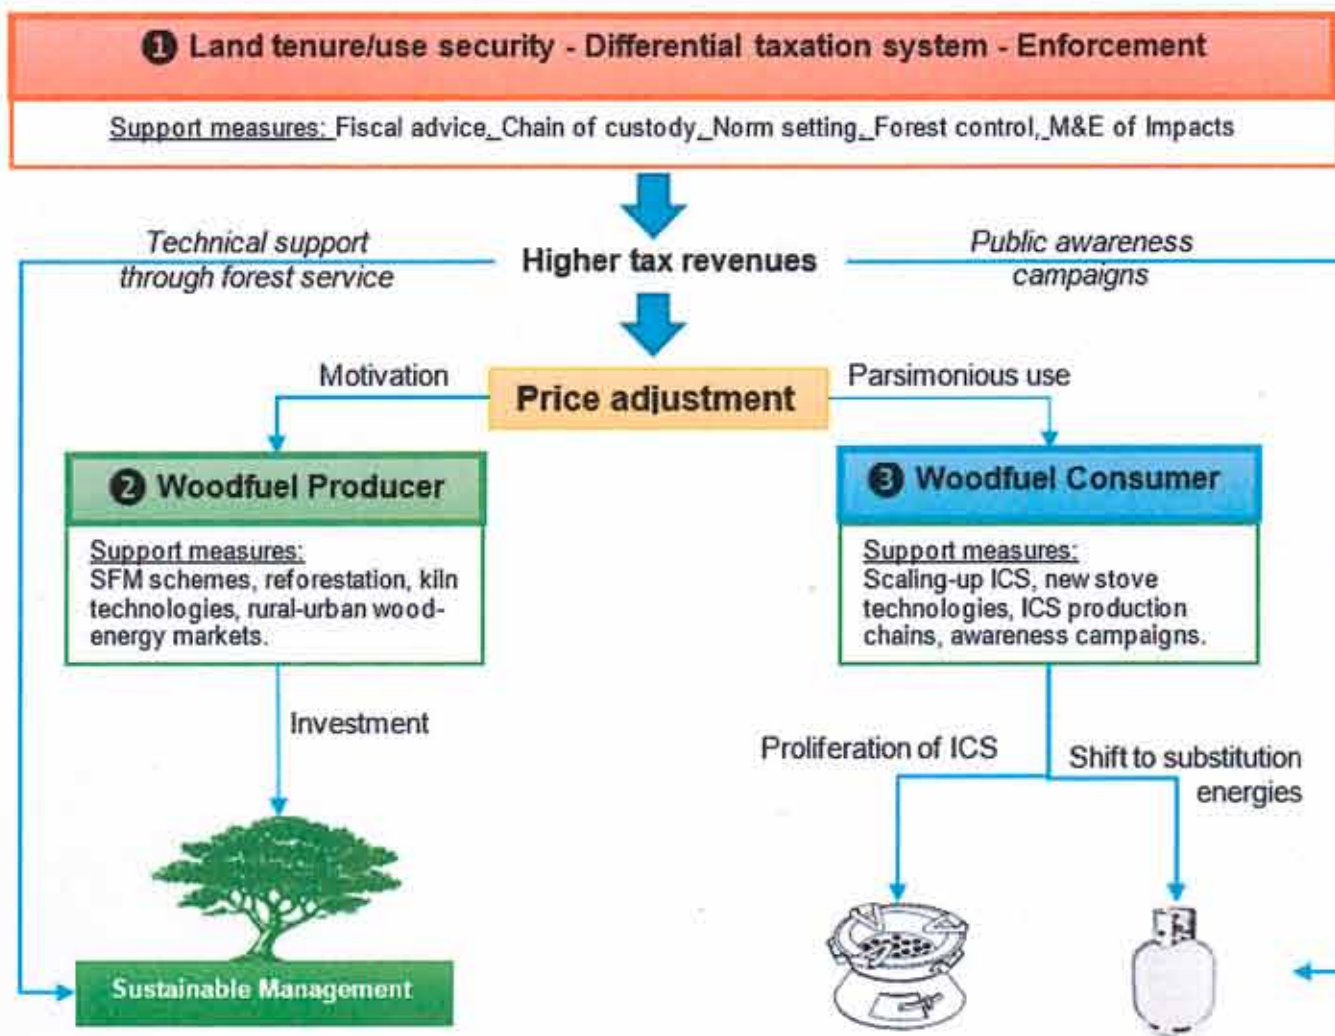 ❶ Land tenure/use security - Differential taxation system - Enforcement
Support measures: Fiscal advice, Chain of custody, Norm setting, Forest control, M&E of Impacts
Technical support
through forest service
Higher tax revenues
Public awareness
campaigns
Motivation
Price adjustment
Parsimonious use
❷ Woodfuel Producer
Support measures:
SFM schemes, reforestation, kiln
technologies, rural-urban wood-
energy markets.
❸ Woodfuel Consumer
Support measures:
Scaling-up ICS, new stove
technologies, ICS production
chains, awareness campaigns.
Investment
Proliferation of ICS
Shift to substitution
energies
Sustainable Management